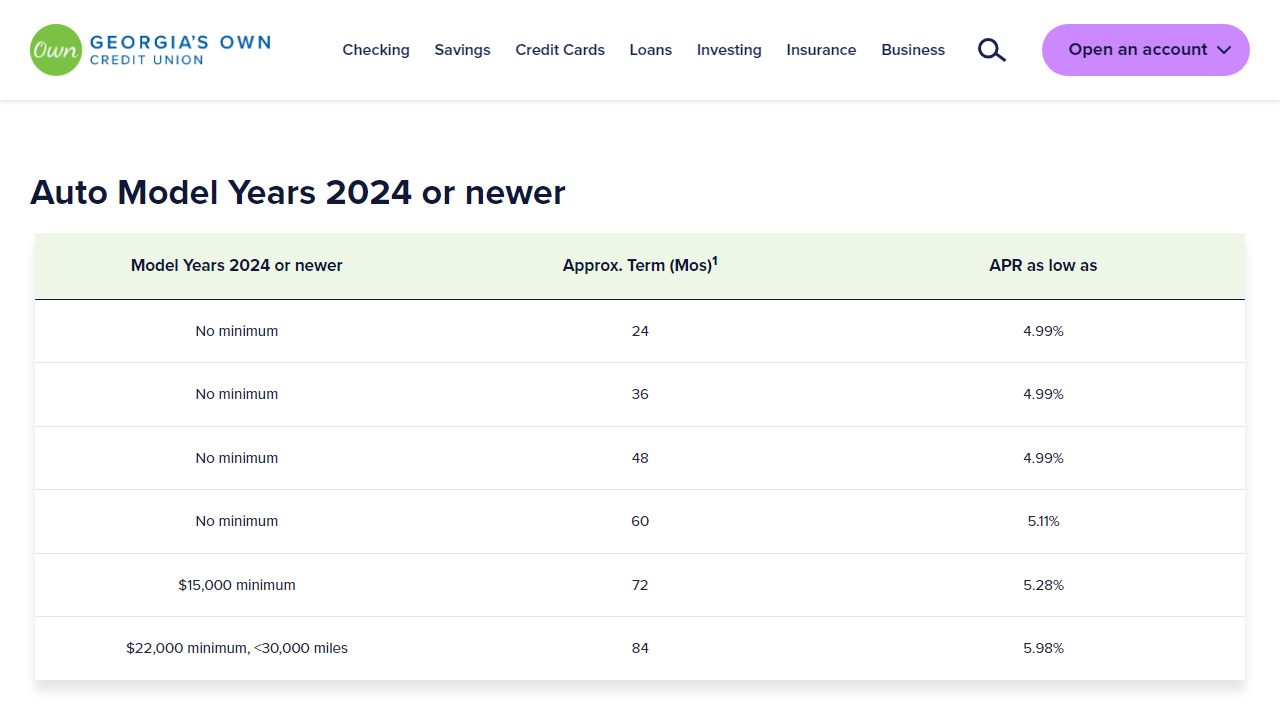 Own GEORGIA'S OWN
CREDIT UNION
Checking Savings Credit Cards Loans Investing Insurance Business Open an account
Auto Model Years 2024 or newer
Model Years 2024 or newer Approx. Term (Mos)¹ APR as low as
No minimum 24 4.99%
No minimum 36 4.99%
No minimum 48 4.99%
No minimum 60 5.11%
$15,000 minimum 72 5.28%
$22,000 minimum, <30,000 miles 84 5.98%